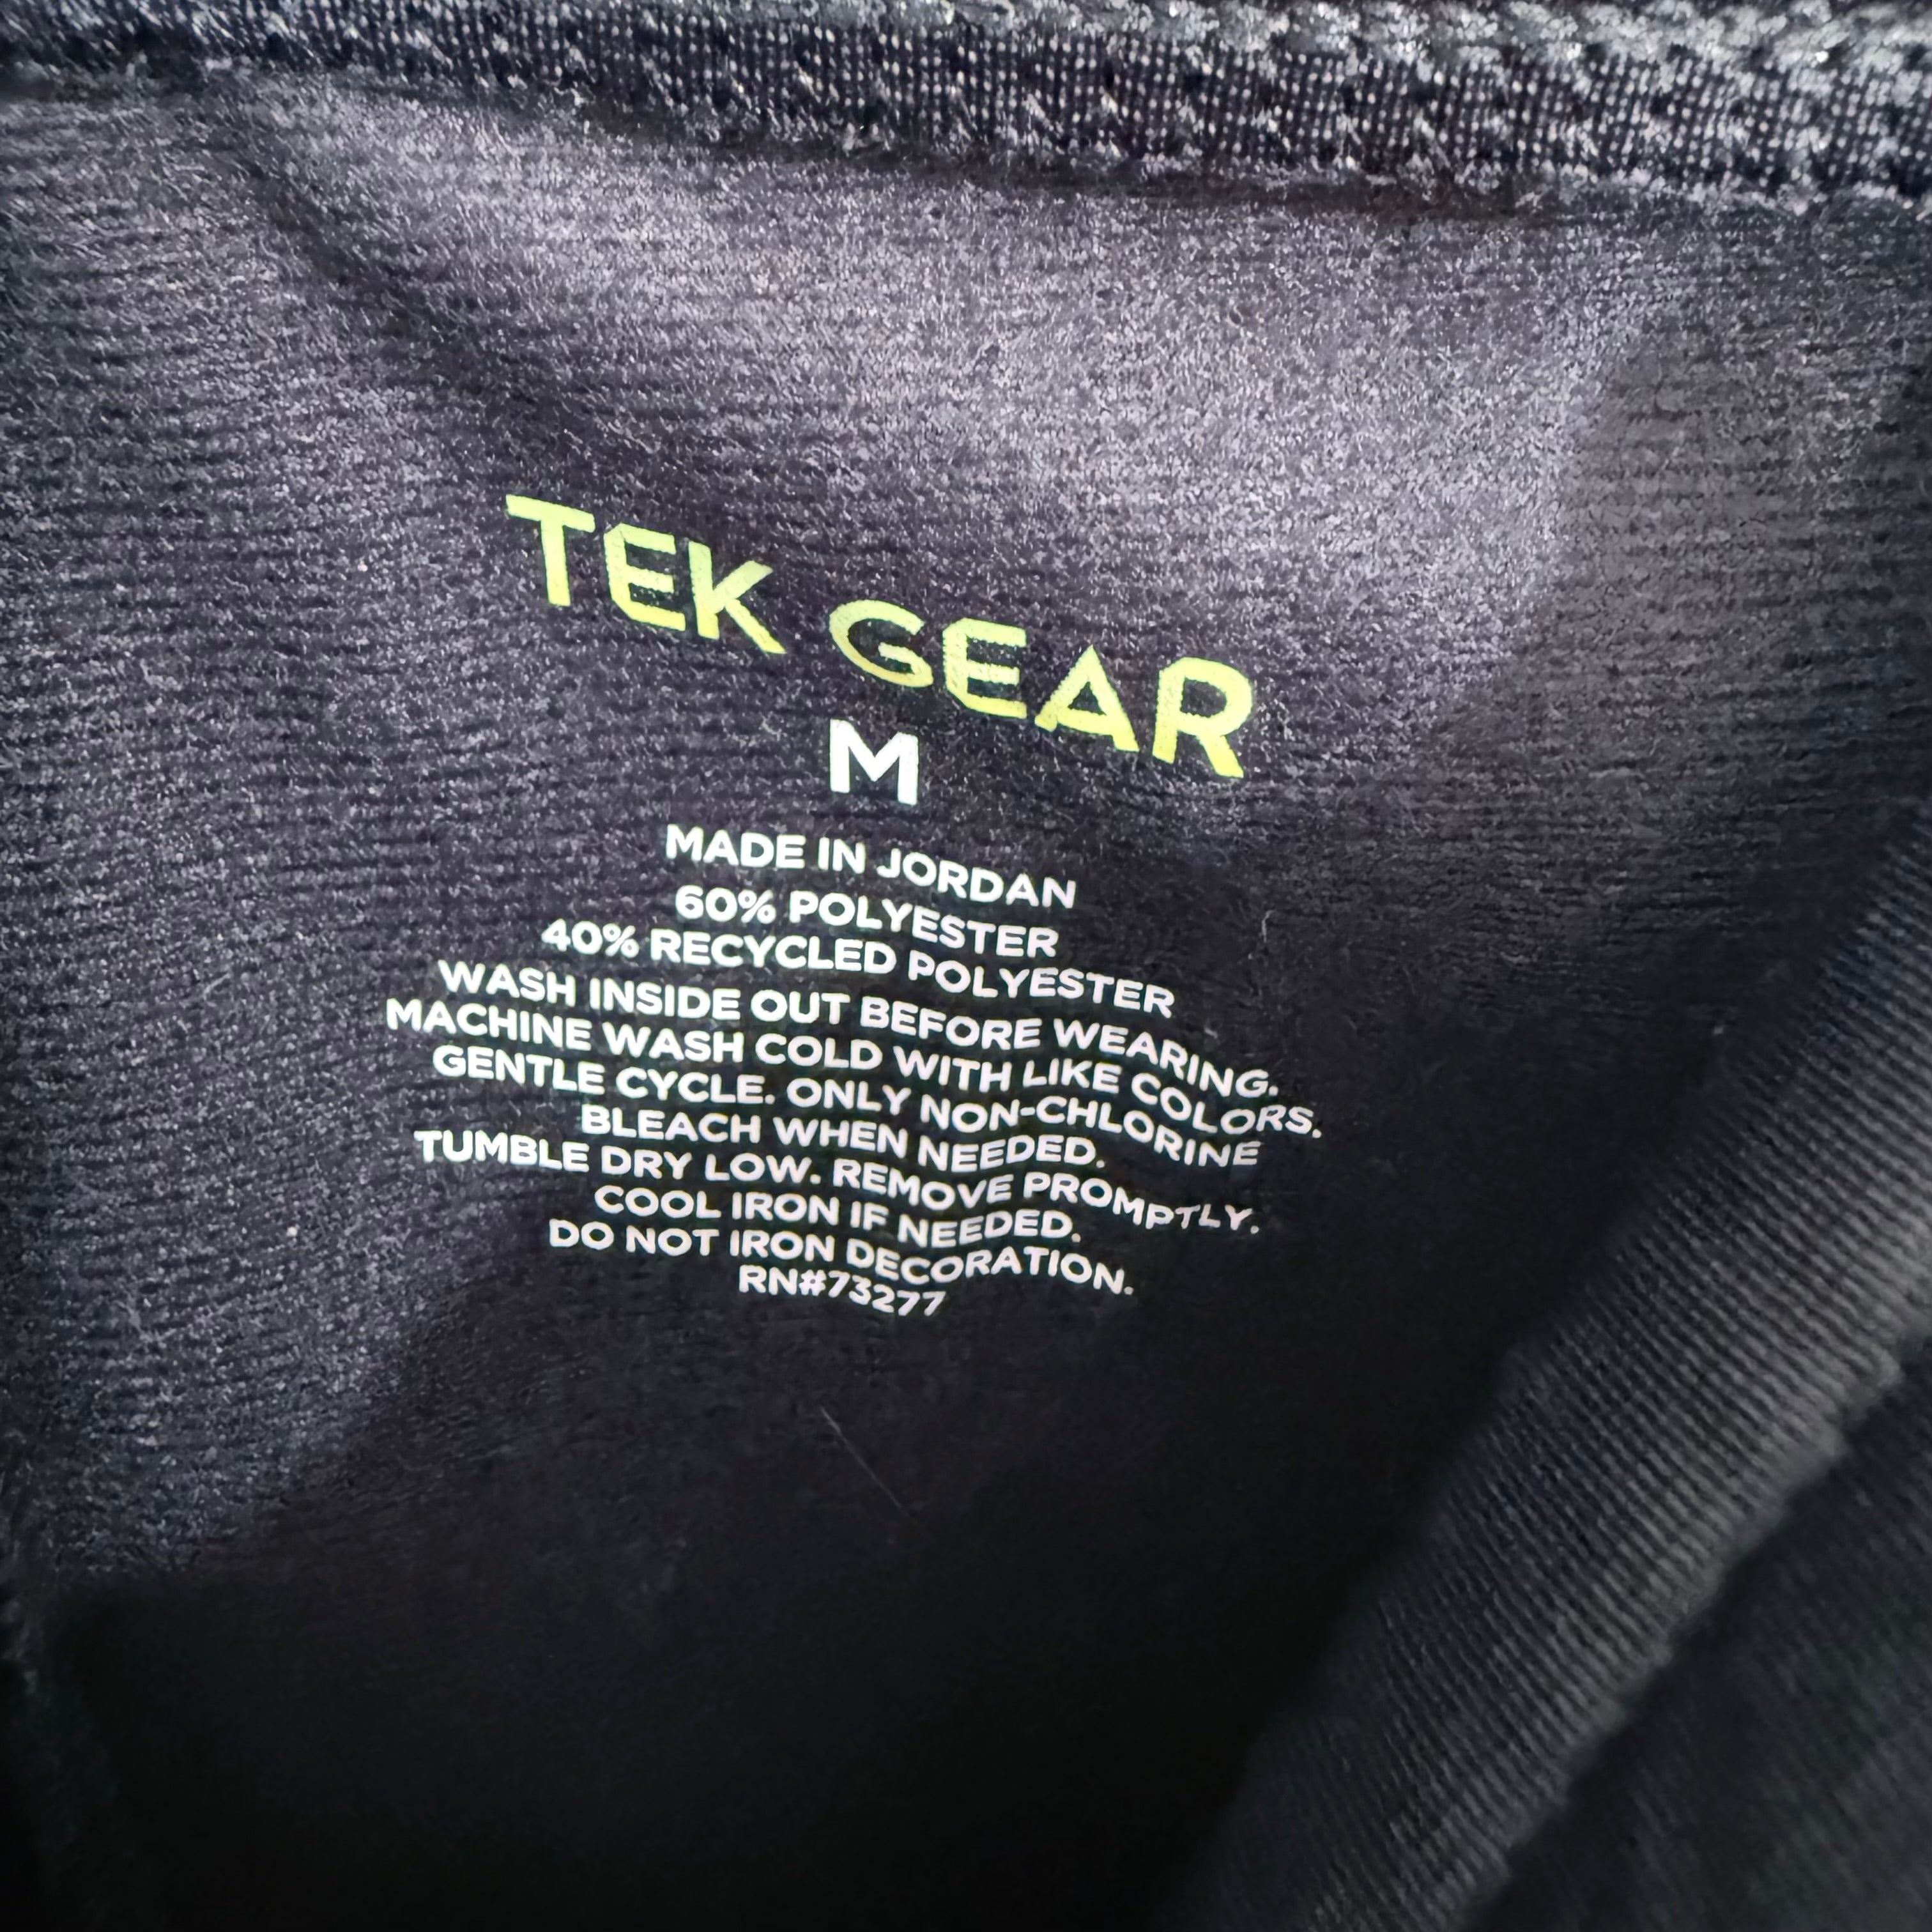 TEK GEAR
M
MADE IN JORDAN
60% POLYESTER
40% RECYCLED POLYESTER
WASH INSIDE OUT BEFORE WEARING.
MACHINE WASH COLD WITH LIKE COLORS.
GENTLE CYCLE. ONLY NON-CHLORINE
BLEACH WHEN NEEDED.
TUMBLE DRY LOW. REMOVE PROMPTLY.
COOL IRON IF NEEDED.
DO NOT IRON DECORATION.
RN#73277